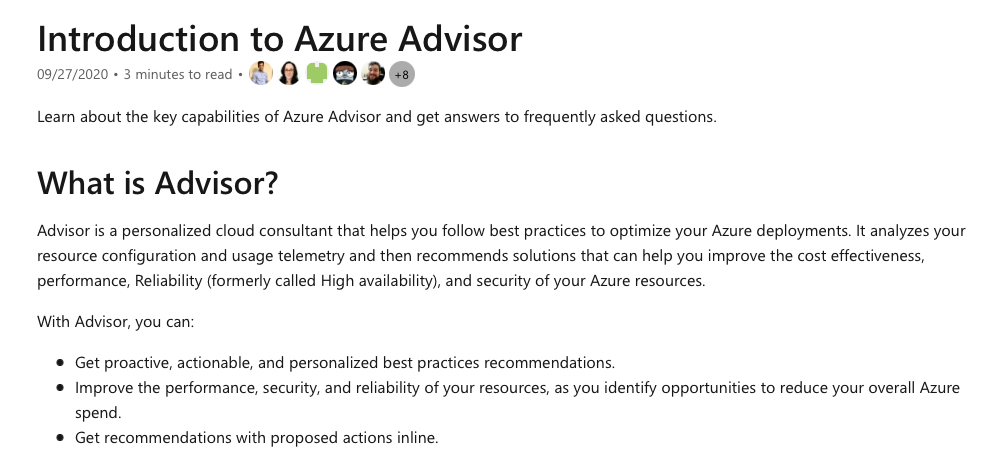 Introduction to Azure Advisor
09/27/2020 • 3 minutes to read • +8
Learn about the key capabilities of Azure Advisor and get answers to frequently asked questions.
What is Advisor?
Advisor is a personalized cloud consultant that helps you follow best practices to optimize your Azure deployments. It analyzes your
resource configuration and usage telemetry and then recommends solutions that can help you improve the cost effectiveness,
performance, Reliability (formerly called High availability), and security of your Azure resources.
With Advisor, you can:
• Get proactive, actionable, and personalized best practices recommendations.
• Improve the performance, security, and reliability of your resources, as you identify opportunities to reduce your overall Azure
spend.
• Get recommendations with proposed actions inline.